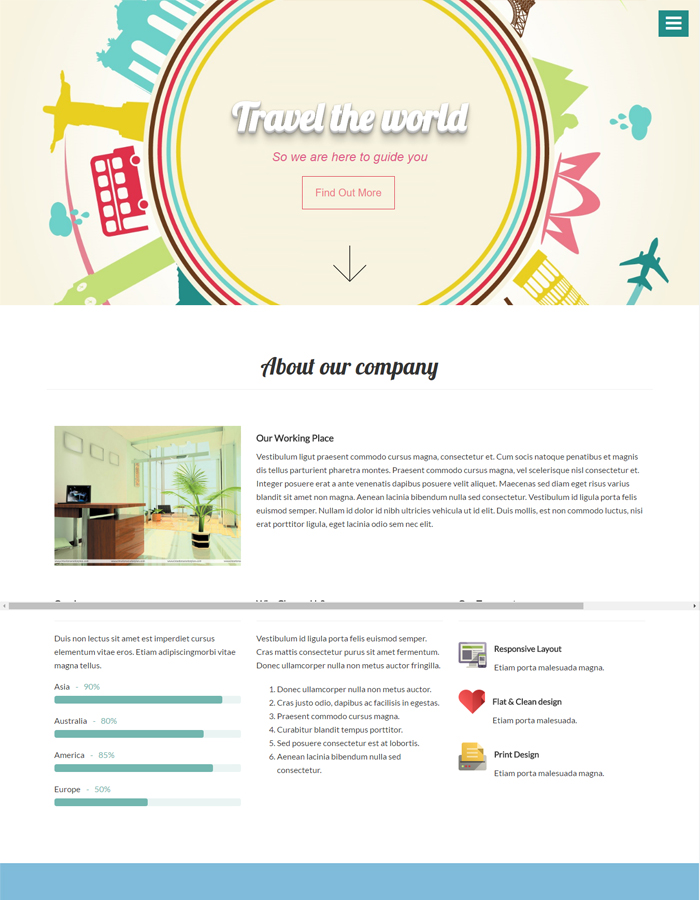 Travel the world
So we are here to guide you
Find Out More
About our company
Our Working Place
Vestibulum ligut praesent commodo cursus magna, consectetur et. Cum socis natoque penatibus et magnis
dis tellus parturient pharetra montes. Praesent commodo cursus magna, vel scelerisque nisl consectetur et.
Integer posuere erat a ante venenatis dapibus posuere velit aliquet. Maecenas sed diam eget risus varius
blandit sit amet non magna. Aenean lacinia bibendum nulla sed consectetur. Vestibulum id ligula porta felis
euismod semper. Nullam id dolor id nibh ultricies vehicula ut id elit. Duis mollis, est non commodo luctus, nisi
erat porttitor ligula, eget lacinia odio sem nec elit.
Duis non lectus sit amet est imperdiet cursus
elementum vitae eros. Etiam adipiscingmorbi vitae
magna tellus.
Asia - 90%
Australia - 80%
America - 85%
Europe - 50%
Vestibulum id ligula porta felis euismod semper.
Cras mattis consectetur purus sit amet fermentum.
Donec ullamcorper nulla non metus auctor fringilla.
1. Donec ullamcorper nulla non metus auctor.
2. Cras justo odio, dapibus ac facilisis in egestas.
3. Praesent commodo cursus magna.
4. Curabitur blandit tempus porttitor.
5. Sed posuere consectetur est at lobortis.
6. Aenean lacinia bibendum nulla sed
consectetur.
Responsive Layout
Etiam porta malesuada magna.
Flat & Clean design
Etiam porta malesuada.
Print Design
Etiam porta malesuada magna.